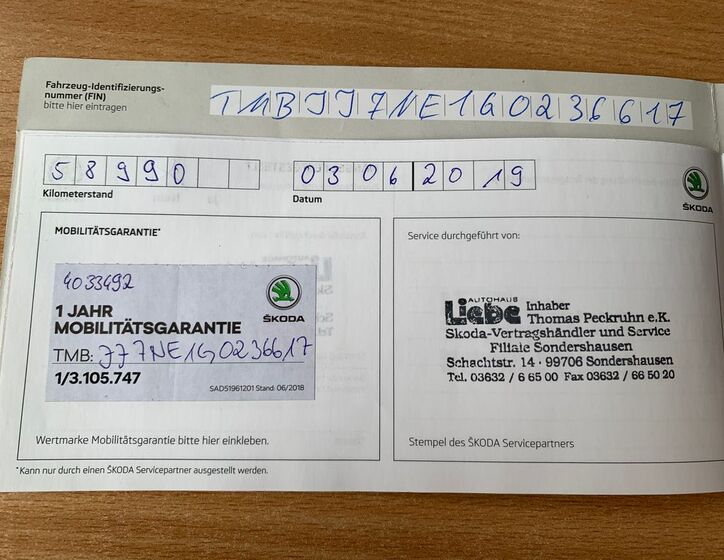 Fahrzeug-Identifizierungs-
nummer (FIN)
bitte hier eintragen
TMBJJ7NE1G0236617
58990
Kilometerstand
03 06 2019
Datum
ŠKODA
MOBILITÄTSGARANTIE*
4033492
ŠKODA
1 JAHR
MOBILITÄTSGARANTIE
TMB: JJ7NE1G0236617
1/3.105.747
SAD51961201 Stand: 06/2018
Wertmarke Mobilitätsgarantie bitte hier einkleben.
*Kann nur durch einen ŠKODA Servicepartner ausgestellt werden.
Service durchgeführt von:
AUTOHAUS
Liebe
Inhaber
Thomas Peckruhn e.K.
Skoda-Vertragshändler und Service
Filiale Sondershausen
Schachtstr. 14 · 99706 Sondershausen
Tel. 03632 / 6 65 00 Fax 03632 / 66 50 20
Stempel des ŠKODA Servicepartners